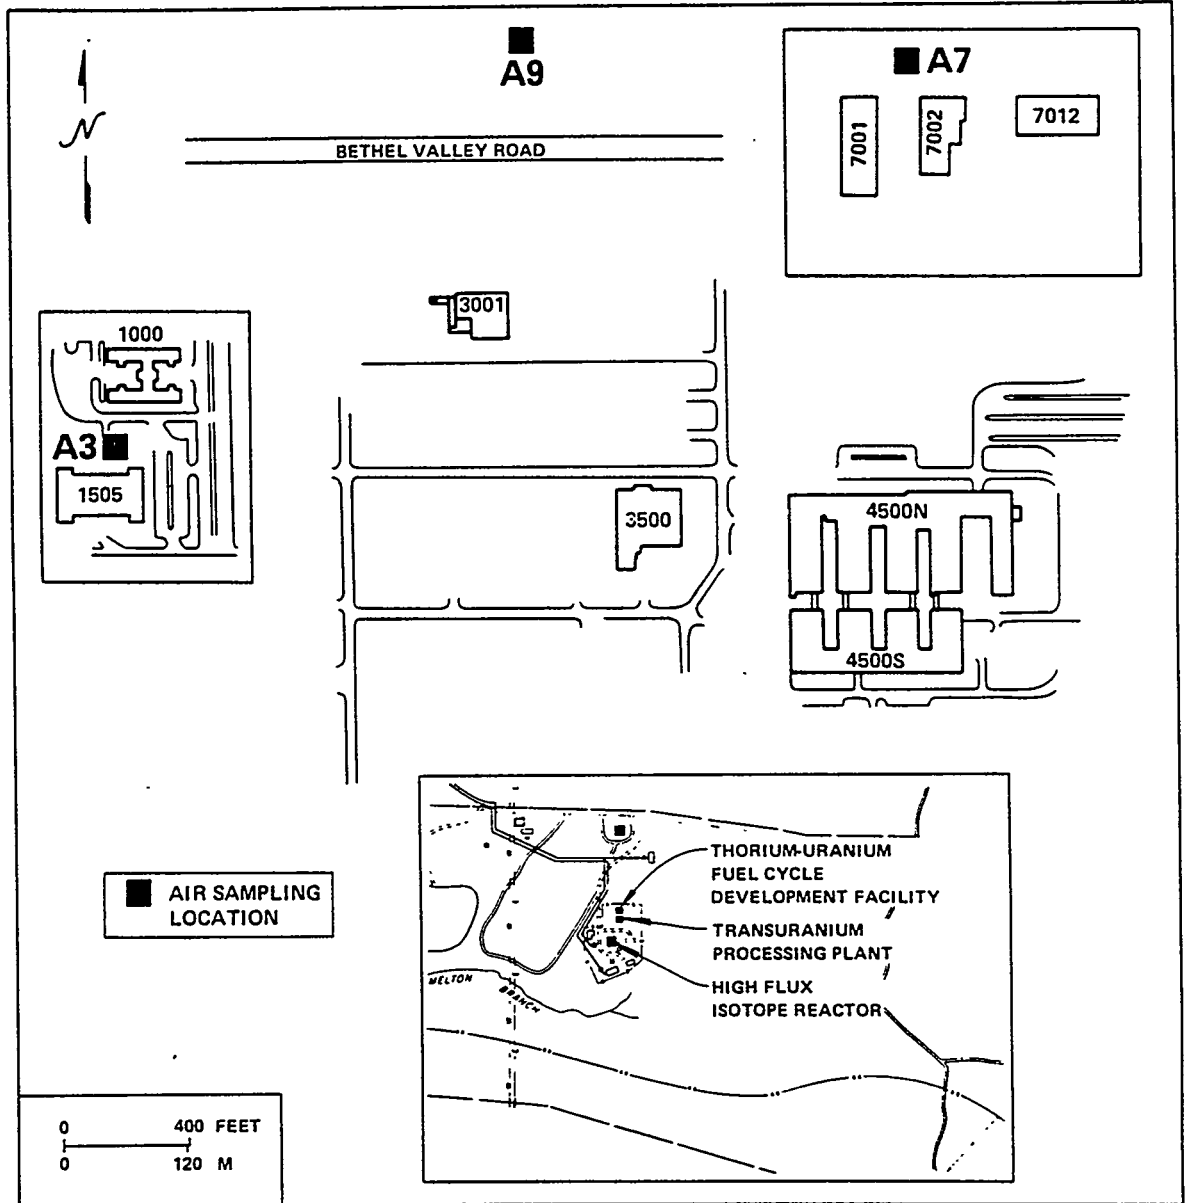 N
A9
A7
BETHEL VALLEY ROAD
7001
7002
7012
3001
1000
A3
1505
3500
4500N
4500S
THORIUM-URANIUM
FUEL CYCLE
DEVELOPMENT FACILITY
TRANSURANIUM
PROCESSING PLANT
HIGH FLUX
ISOTOPE REACTOR
MELTON
BRANCH
AIR SAMPLING
LOCATION
0 400 FEET
0 120 M